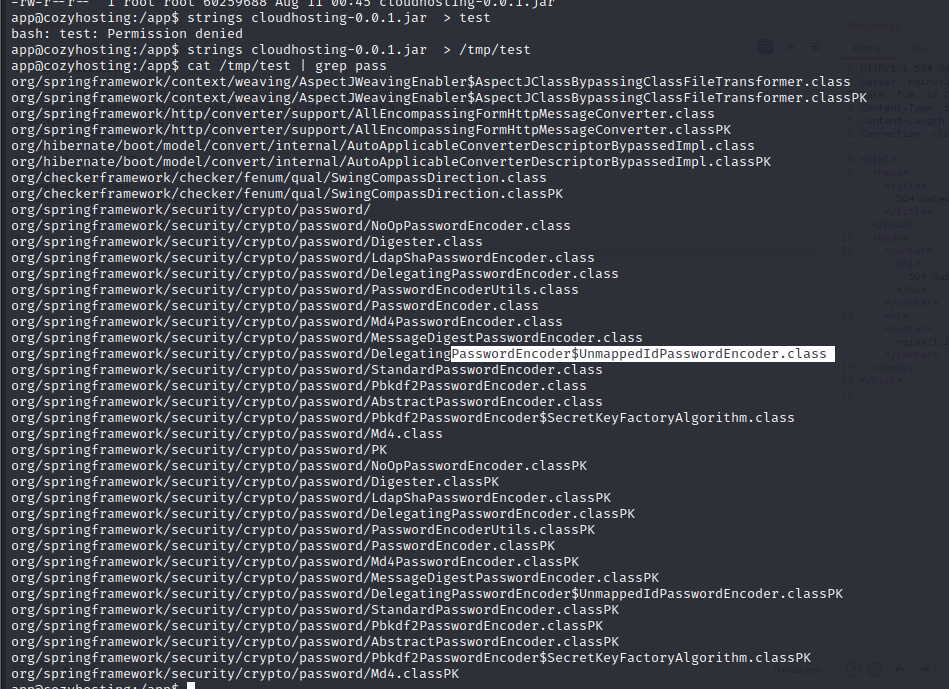 -rw-r--r-- 1 root root 60259688 Aug 11 00:45 cloudhosting-0.0.1.jar
app@cozyhosting:/app$ strings cloudhosting-0.0.1.jar  > test
bash: test: Permission denied
app@cozyhosting:/app$ strings cloudhosting-0.0.1.jar  > /tmp/test
app@cozyhosting:/app$ cat /tmp/test | grep pass
org/springframework/context/weaving/AspectJWeavingEnabler$AspectJClassBypassingClassFileTransformer.class
org/springframework/context/weaving/AspectJWeavingEnabler$AspectJClassBypassingClassFileTransformer.classPK
org/springframework/http/converter/support/AllEncompassingFormHttpMessageConverter.class
org/springframework/http/converter/support/AllEncompassingFormHttpMessageConverter.classPK
org/hibernate/boot/model/convert/internal/AutoApplicableConverterDescriptorBypassedImpl.class
org/hibernate/boot/model/convert/internal/AutoApplicableConverterDescriptorBypassedImpl.classPK
org/checkerframework/checker/fenum/qual/SwingCompassDirection.class
org/checkerframework/checker/fenum/qual/SwingCompassDirection.classPK
org/springframework/security/crypto/password/
org/springframework/security/crypto/password/NoOpPasswordEncoder.class
org/springframework/security/crypto/password/Digester.class
org/springframework/security/crypto/password/LdapShaPasswordEncoder.class
org/springframework/security/crypto/password/DelegatingPasswordEncoder.class
org/springframework/security/crypto/password/PasswordEncoderUtils.class
org/springframework/security/crypto/password/PasswordEncoder.class
org/springframework/security/crypto/password/Md4PasswordEncoder.class
org/springframework/security/crypto/password/MessageDigestPasswordEncoder.class
org/springframework/security/crypto/password/DelegatingPasswordEncoder$UnmappedIdPasswordEncoder.class
org/springframework/security/crypto/password/StandardPasswordEncoder.class
org/springframework/security/crypto/password/Pbkdf2PasswordEncoder.class
org/springframework/security/crypto/password/AbstractPasswordEncoder.class
org/springframework/security/crypto/password/Pbkdf2PasswordEncoder$SecretKeyFactoryAlgorithm.class
org/springframework/security/crypto/password/Md4.class
org/springframework/security/crypto/password/PK
org/springframework/security/crypto/password/NoOpPasswordEncoder.classPK
org/springframework/security/crypto/password/Digester.classPK
org/springframework/security/crypto/password/LdapShaPasswordEncoder.classPK
org/springframework/security/crypto/password/DelegatingPasswordEncoder.classPK
org/springframework/security/crypto/password/PasswordEncoderUtils.classPK
org/springframework/security/crypto/password/PasswordEncoder.classPK
org/springframework/security/crypto/password/Md4PasswordEncoder.classPK
org/springframework/security/crypto/password/MessageDigestPasswordEncoder.classPK
org/springframework/security/crypto/password/DelegatingPasswordEncoder$UnmappedIdPasswordEncoder.classPK
org/springframework/security/crypto/password/StandardPasswordEncoder.classPK
org/springframework/security/crypto/password/Pbkdf2PasswordEncoder.classPK
org/springframework/security/crypto/password/AbstractPasswordEncoder.classPK
org/springframework/security/crypto/password/Pbkdf2PasswordEncoder$SecretKeyFactoryAlgorithm.classPK
org/springframework/security/crypto/password/Md4.classPK
app@cozyhosting:/app$